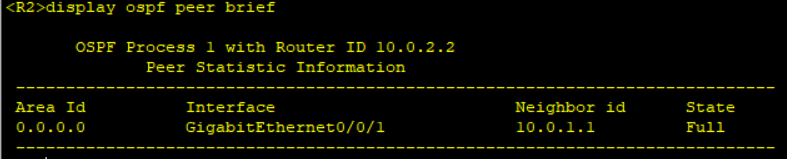 <R2>display ospf peer brief
OSPF Process 1 with Router ID 10.0.2.2
Peer Statistic Information
----------------------------------------------------------------------------
Area Id Interface Neighbor id State
0.0.0.0 GigabitEthernet0/0/1 10.0.1.1 Full
----------------------------------------------------------------------------